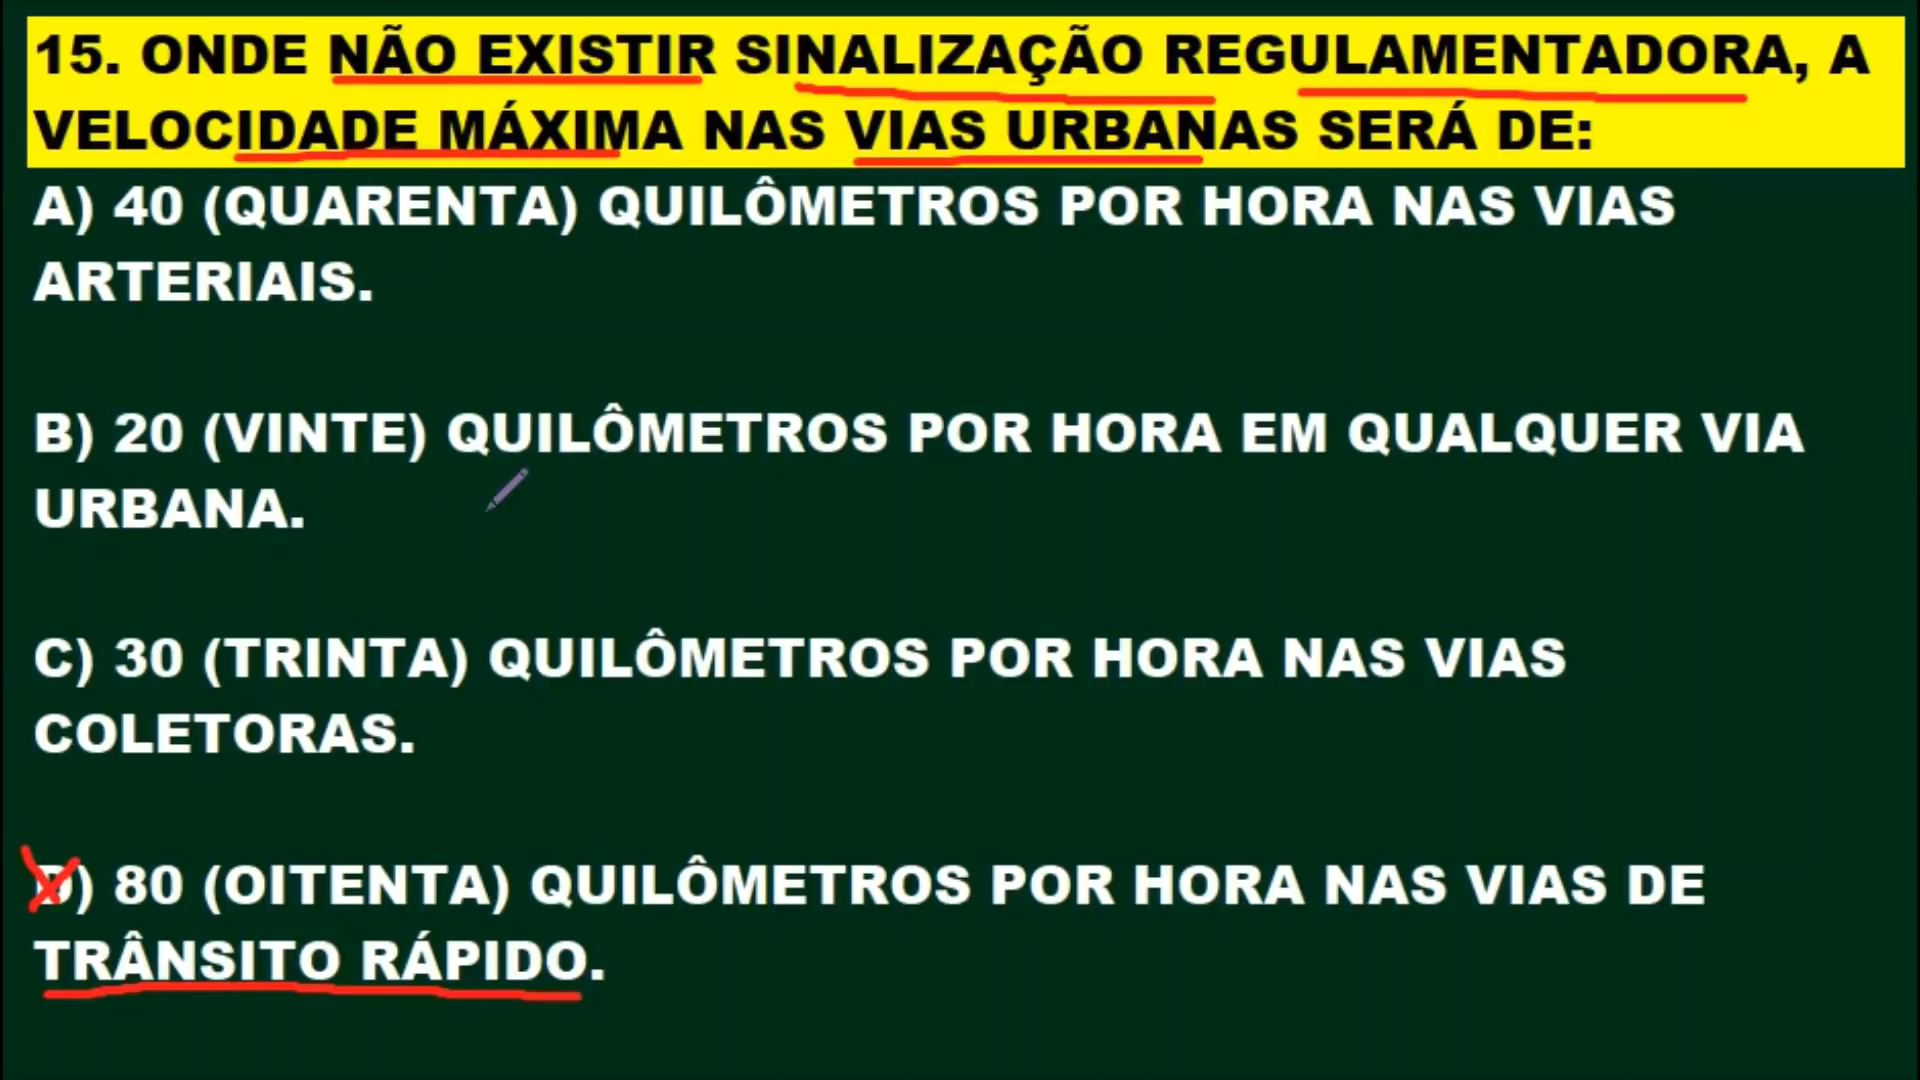 15. ONDE NÃO EXISTIR SINALIZAÇÃO REGULAMENTADORA, A
VELOCIDADE MÁXIMA NAS VIAS URBANAS SERÁ DE:
A) 40 (QUARENTA) QUILÔMETROS POR HORA NAS VIAS
ARTERIAIS.
B) 20 (VINTE) QUILÔMETROS POR HORA EM QUALQUER VIA
URBANA.
C) 30 (TRINTA) QUILÔMETROS POR HORA NAS VIAS
COLETORAS.
D) 80 (OITENTA) QUILÔMETROS POR HORA NAS VIAS DE
TRÂNSITO RÁPIDO.